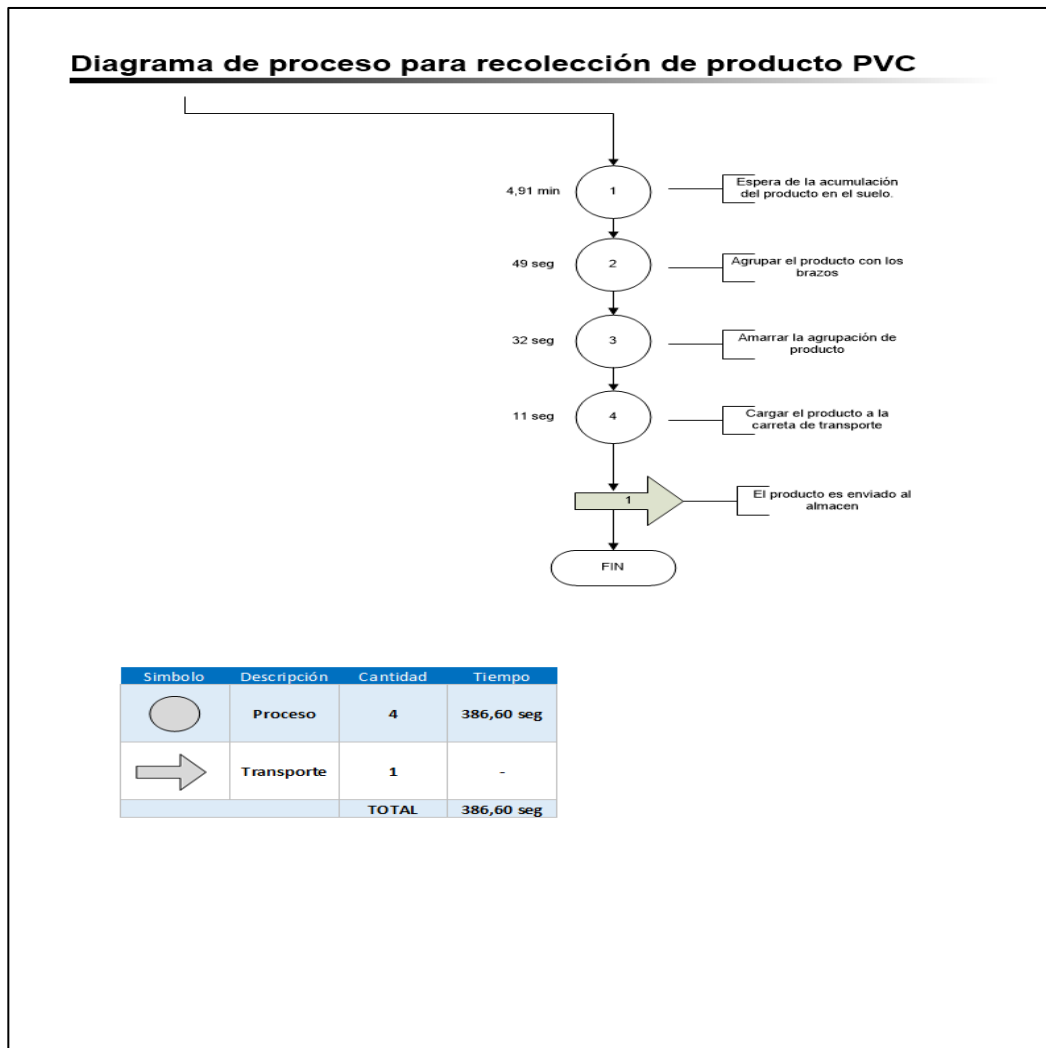 Diagrama de proceso para recolección de producto PVC
4,91 min
1
Espera de la acumulación
del producto en el suelo.
49 seg
2
Agrupar el producto con los
brazos
32 seg
3
Amarrar la agrupación de
producto
11 seg
4
Cargar el producto a la
carreta de transporte
1
El producto es enviado al
almacen
FIN
Simbolo Descripción Cantidad Tiempo
Proceso 4 386,60 seg
Transporte 1 -
TOTAL 386,60 seg